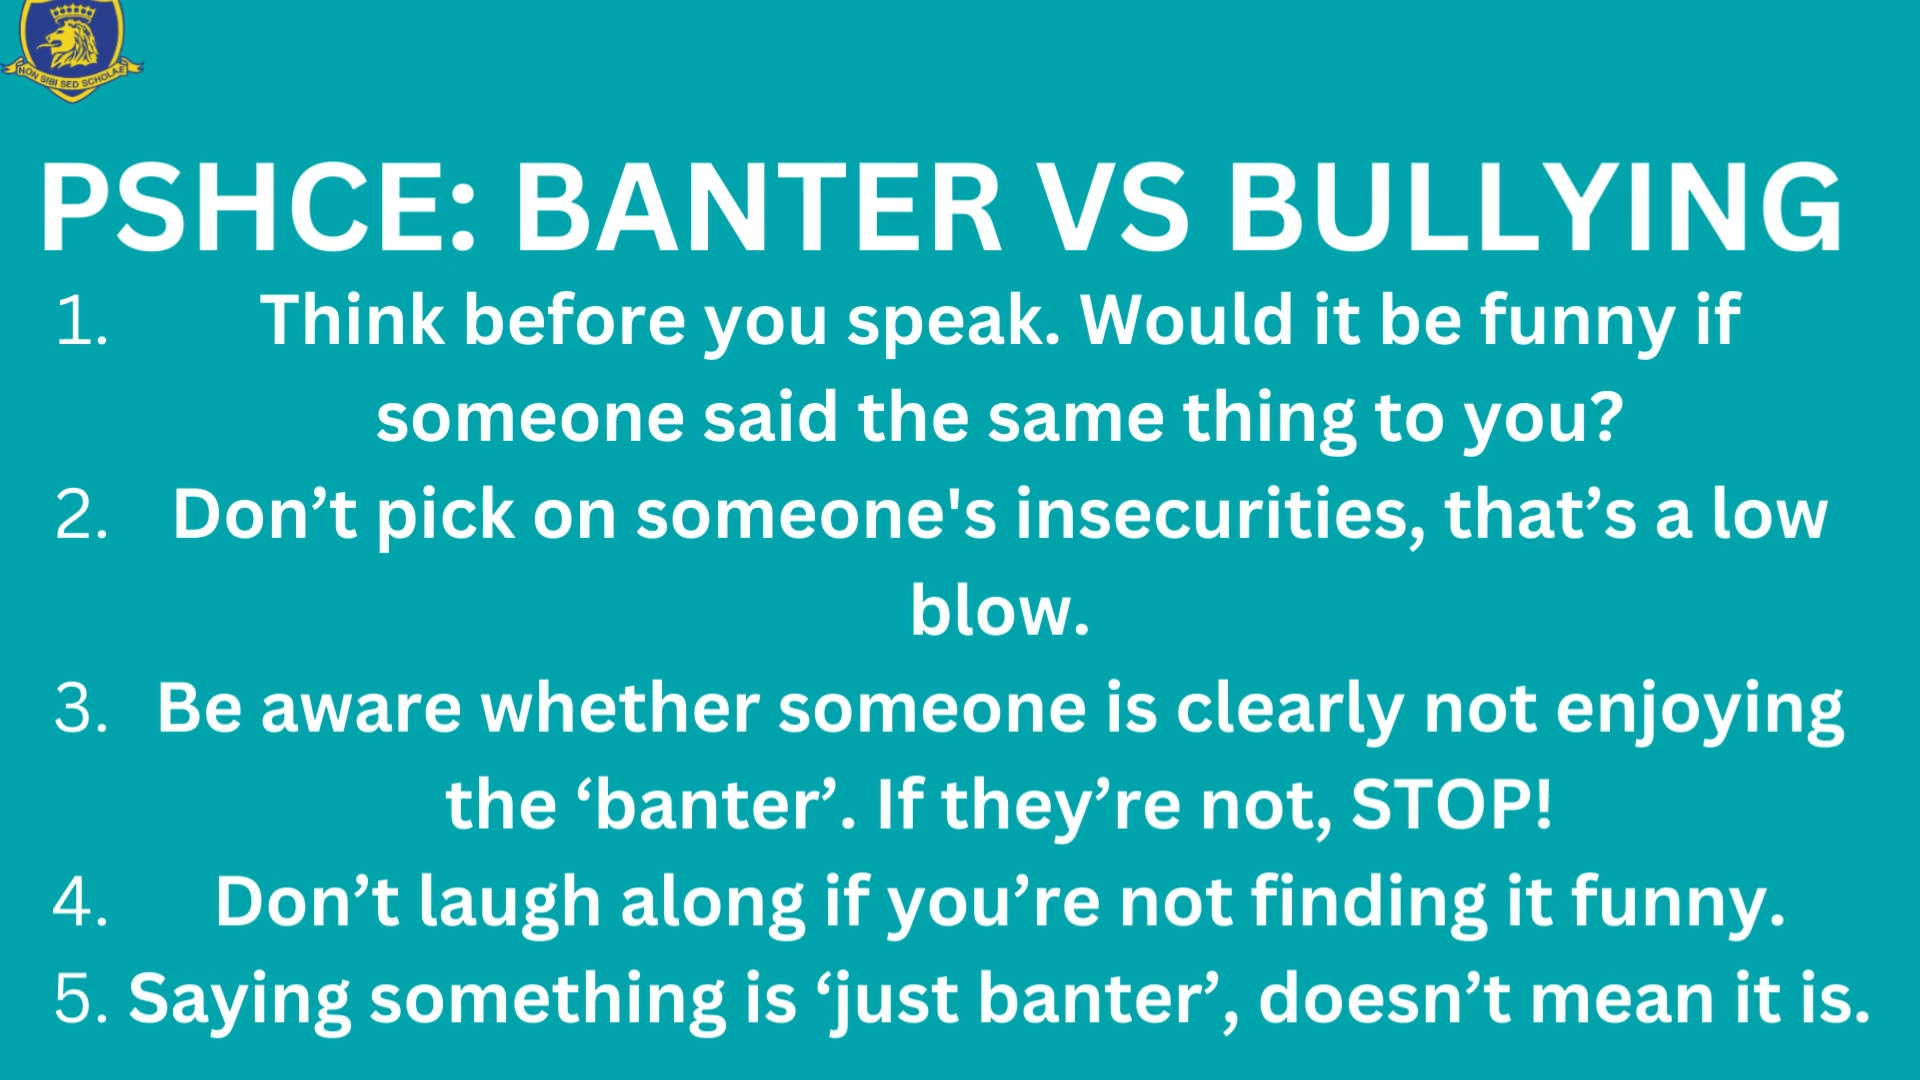 NON SIBI SED SCHOLAE
PSHCE: BANTER VS BULLYING
1. Think before you speak. Would it be funny if
someone said the same thing to you?
2. Don’t pick on someone's insecurities, that’s a low
blow.
3. Be aware whether someone is clearly not enjoying
the ‘banter’. If they’re not, STOP!
4. Don’t laugh along if you’re not finding it funny.
5. Saying something is ‘just banter’, doesn’t mean it is.